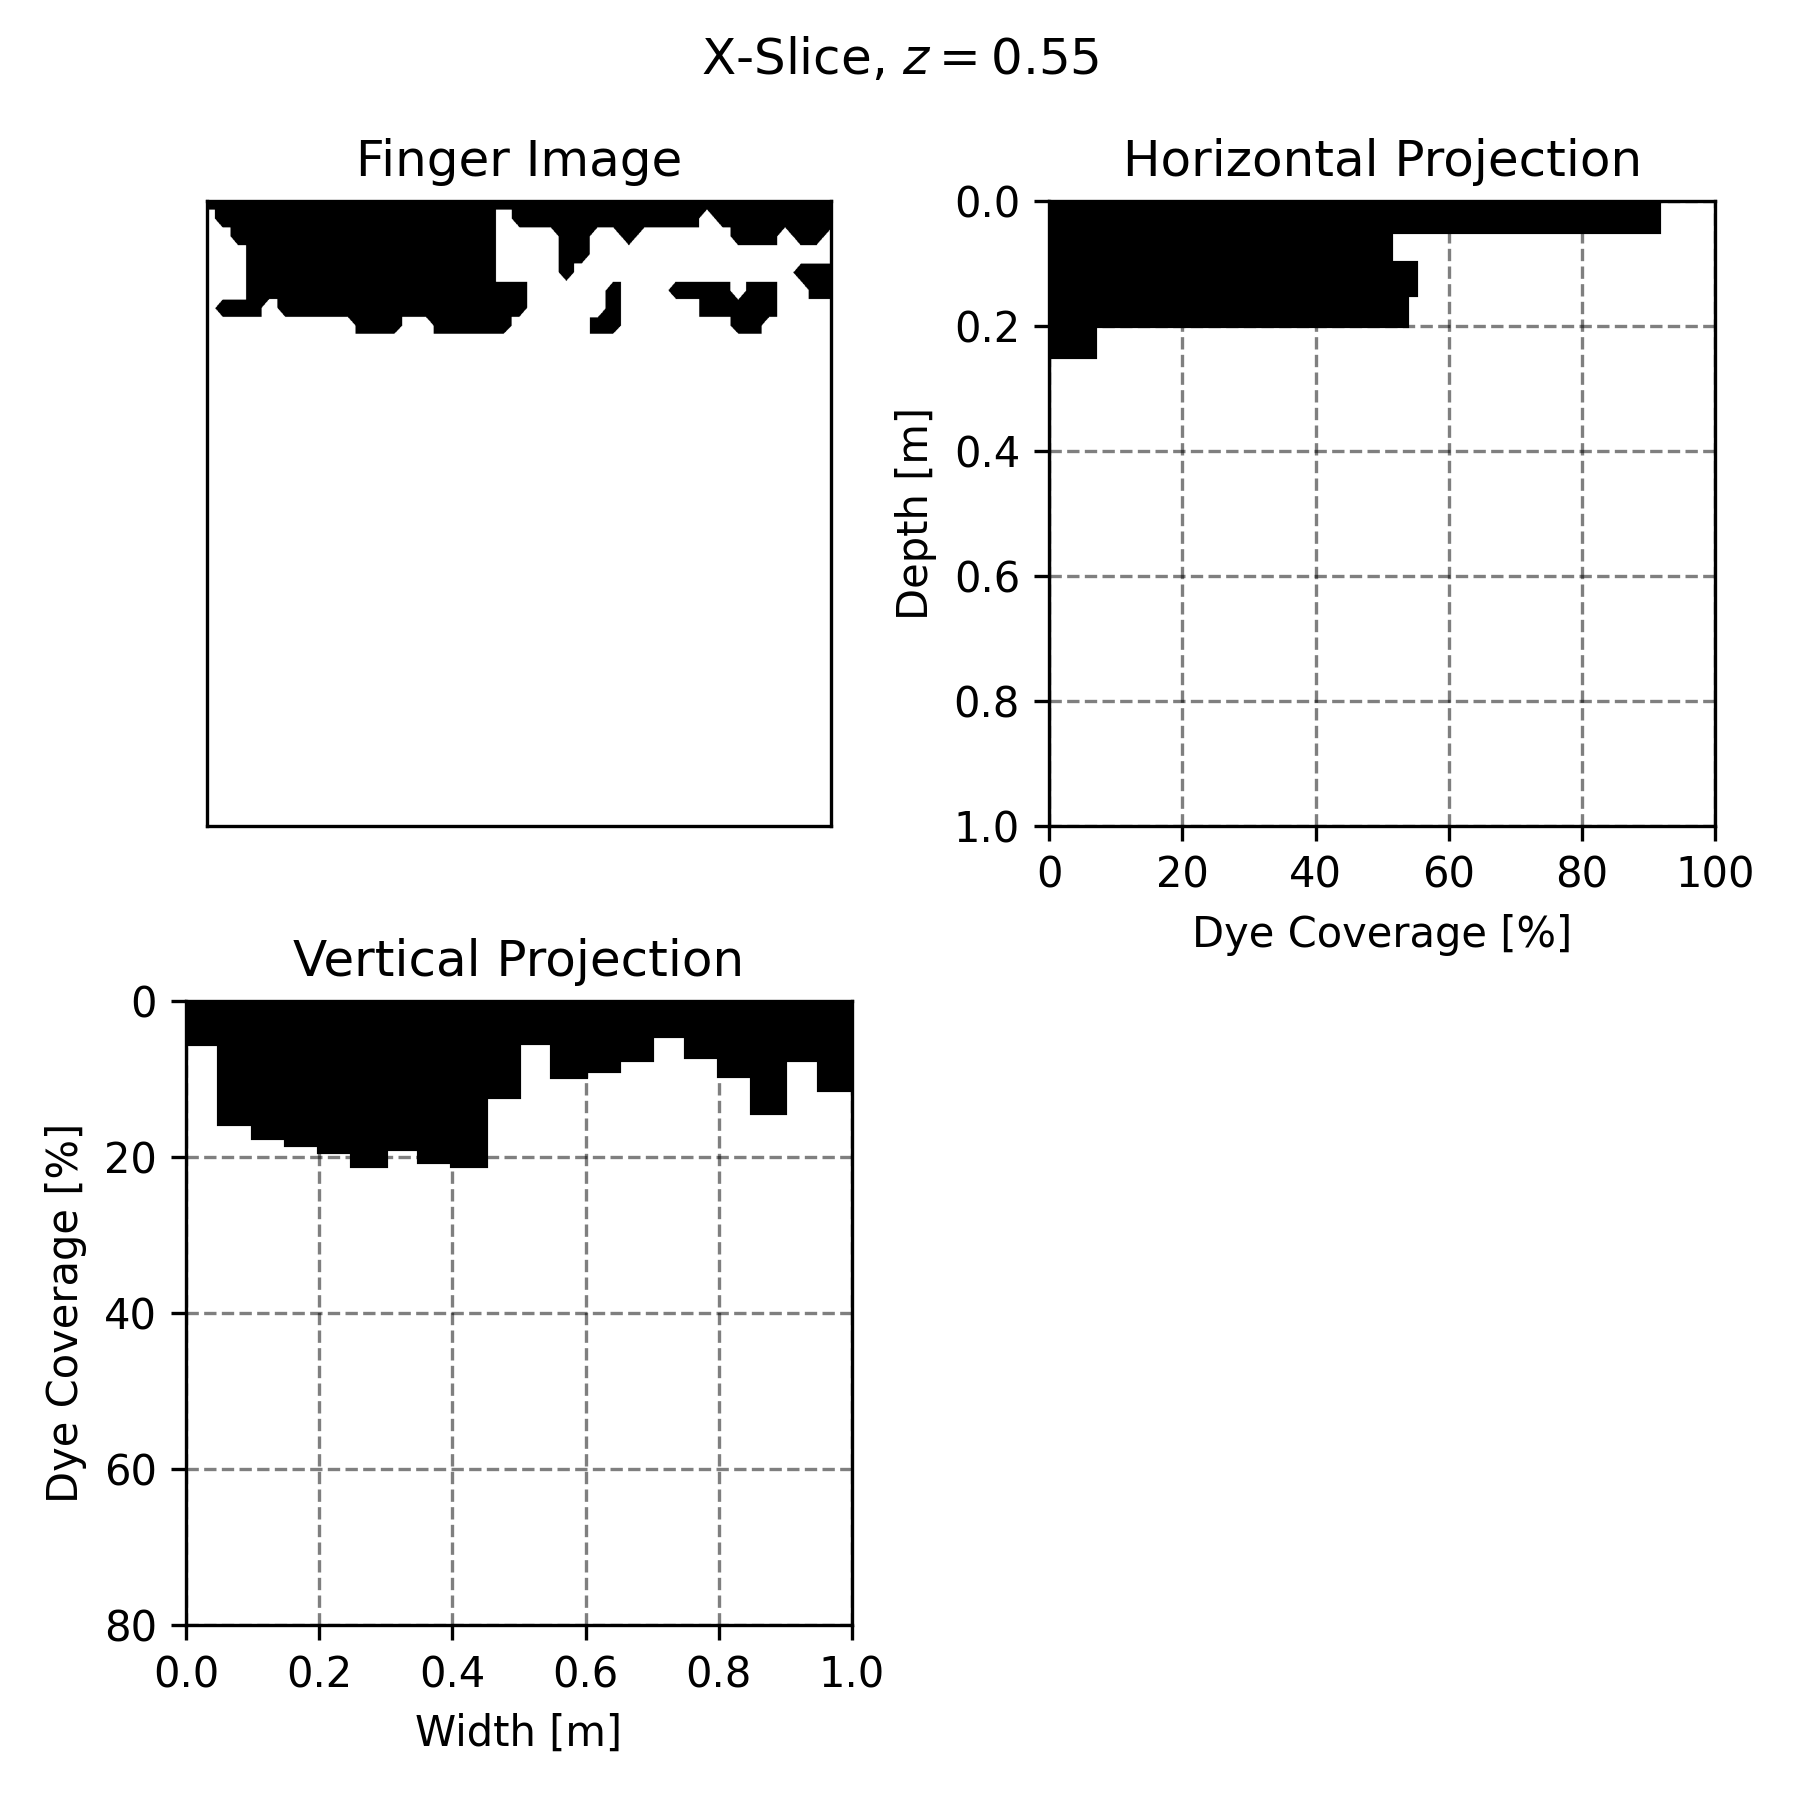 X-Slice, z = 0.55
Finger Image
Horizontal Projection
0.0
0.2
0.4
0.6
0.8
1.0
Depth [m]
0 20 40 60 80 100
Dye Coverage [%]
Vertical Projection
0
20
40
60
80
Dye Coverage [%]
0.0 0.2 0.4 0.6 0.8 1.0
Width [m]